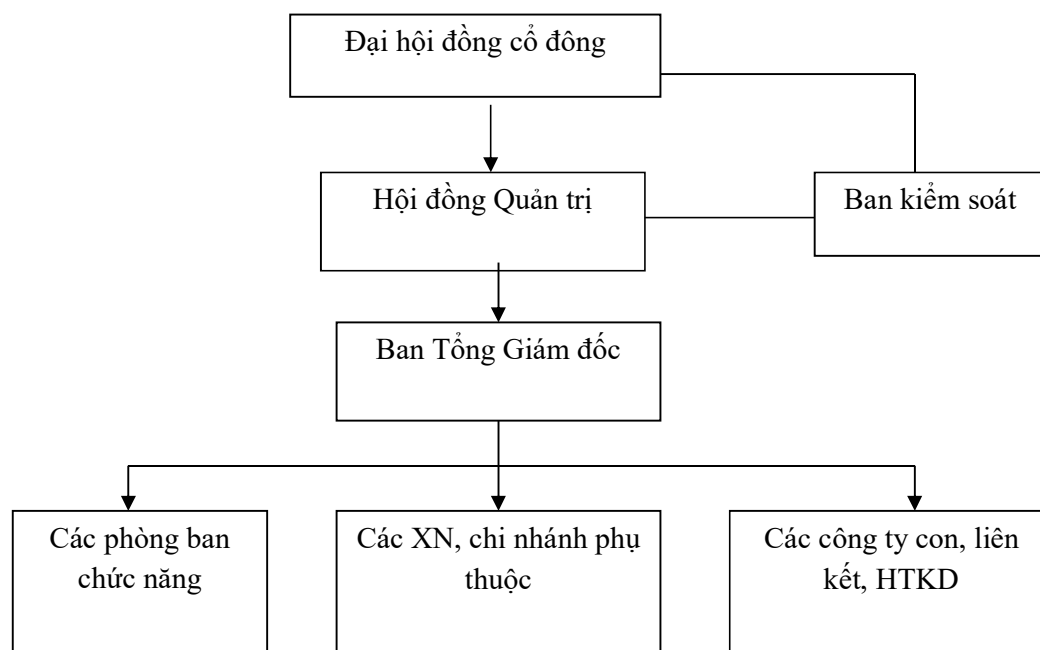 Đại hội đồng cổ đông
Hội đồng Quản trị
Ban kiểm soát
Ban Tổng Giám đốc
Các phòng ban
chức năng
Các XN, chi nhánh phụ
thuộc
Các công ty con, liên
kết, HTKD